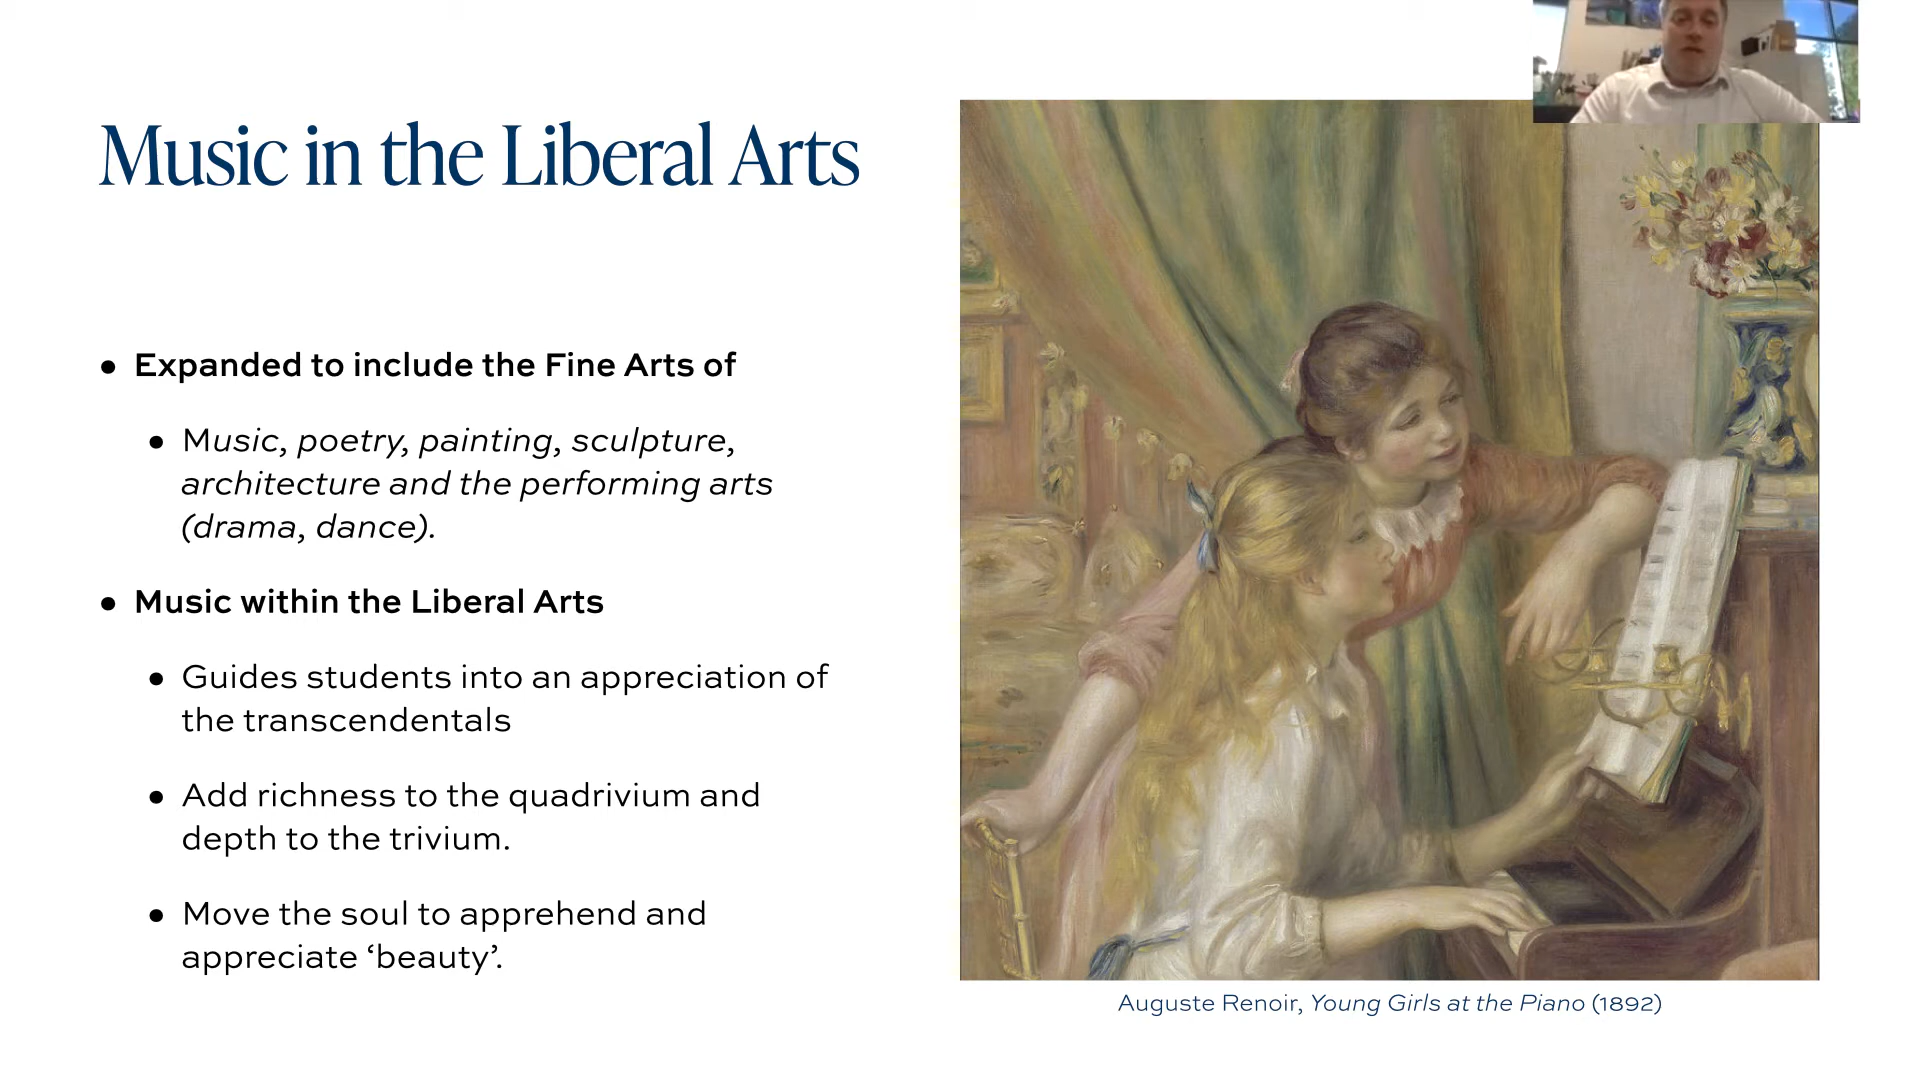 Music in the Liberal Arts
● Expanded to include the Fine Arts of
● Music, poetry, painting, sculpture,
architecture and the performing arts
(drama, dance).
● Music within the Liberal Arts
● Guides students into an appreciation of
the transcendentals
● Add richness to the quadrivium and
depth to the trivium.
● Move the soul to apprehend and
appreciate ‘beauty’.
Auguste Renoir, Young Girls at the Piano (1892)